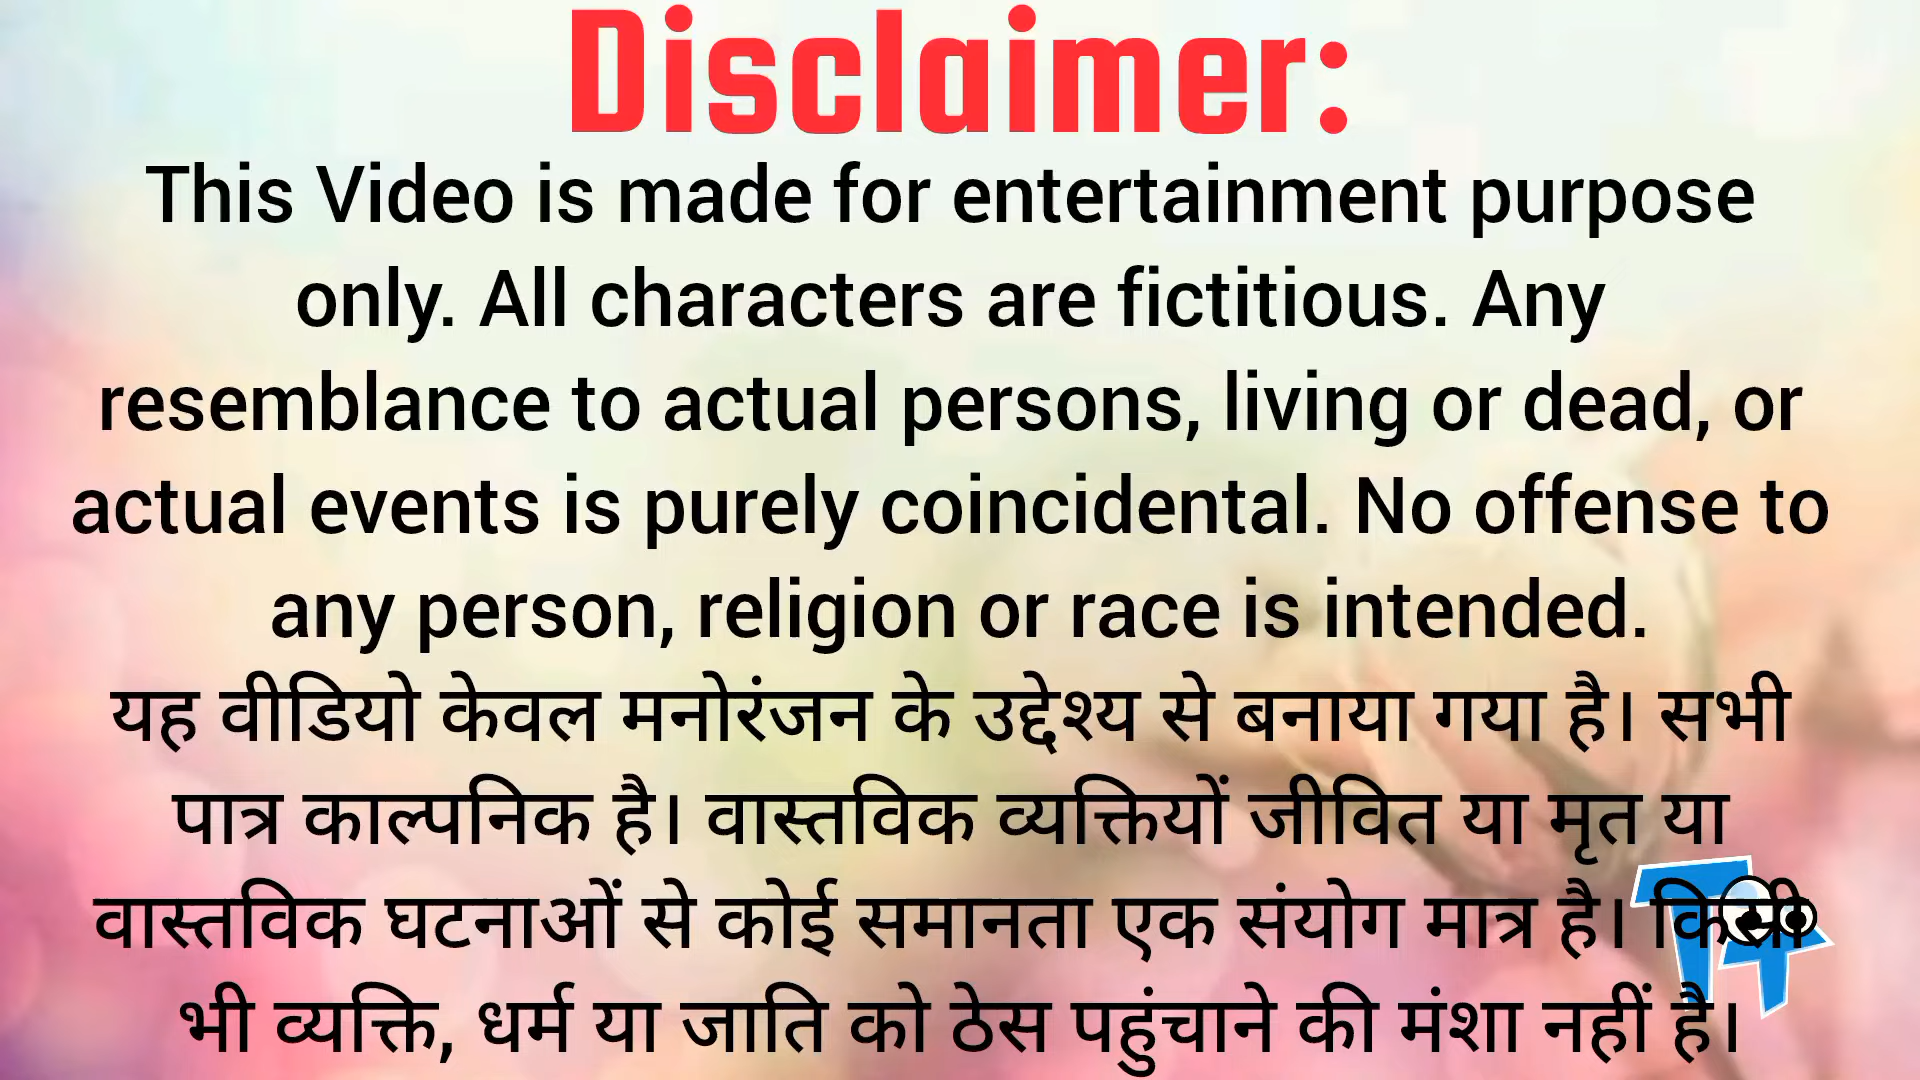 Disclaimer:
This Video is made for entertainment purpose
only. All characters are fictitious. Any
resemblance to actual persons, living or dead, or
actual events is purely coincidental. No offense to
any person, religion or race is intended.
यह वीडियो केवल मनोरंजन के उद्देश्य से बनाया गया है। सभी
पात्र काल्पनिक है। वास्तविक व्यक्तियों जीवित या मृत या
वास्तविक घटनाओं से कोई समानता एक संयोग मात्र है। किसी
भी व्यक्ति, धर्म या जाति को ठेस पहुंचाने की मंशा नहीं है।